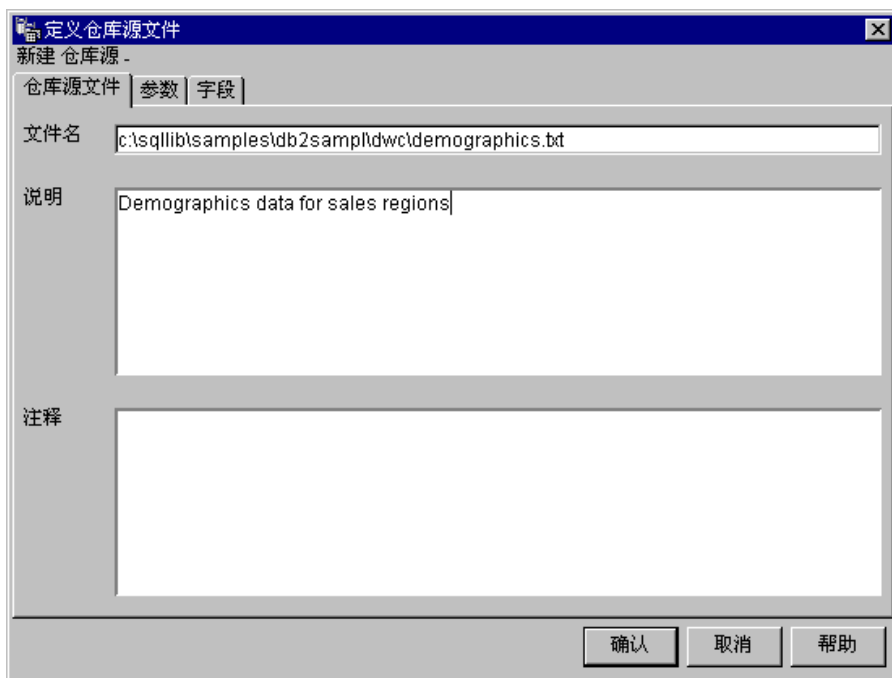 定义仓库源文件
新建 仓库源 -
仓库源文件 参数 字段
文件名 c:\sqllib\samples\db2sampl\dwc\demographics.txt
说明 Demographics data for sales regions
注释
确认 取消 帮助